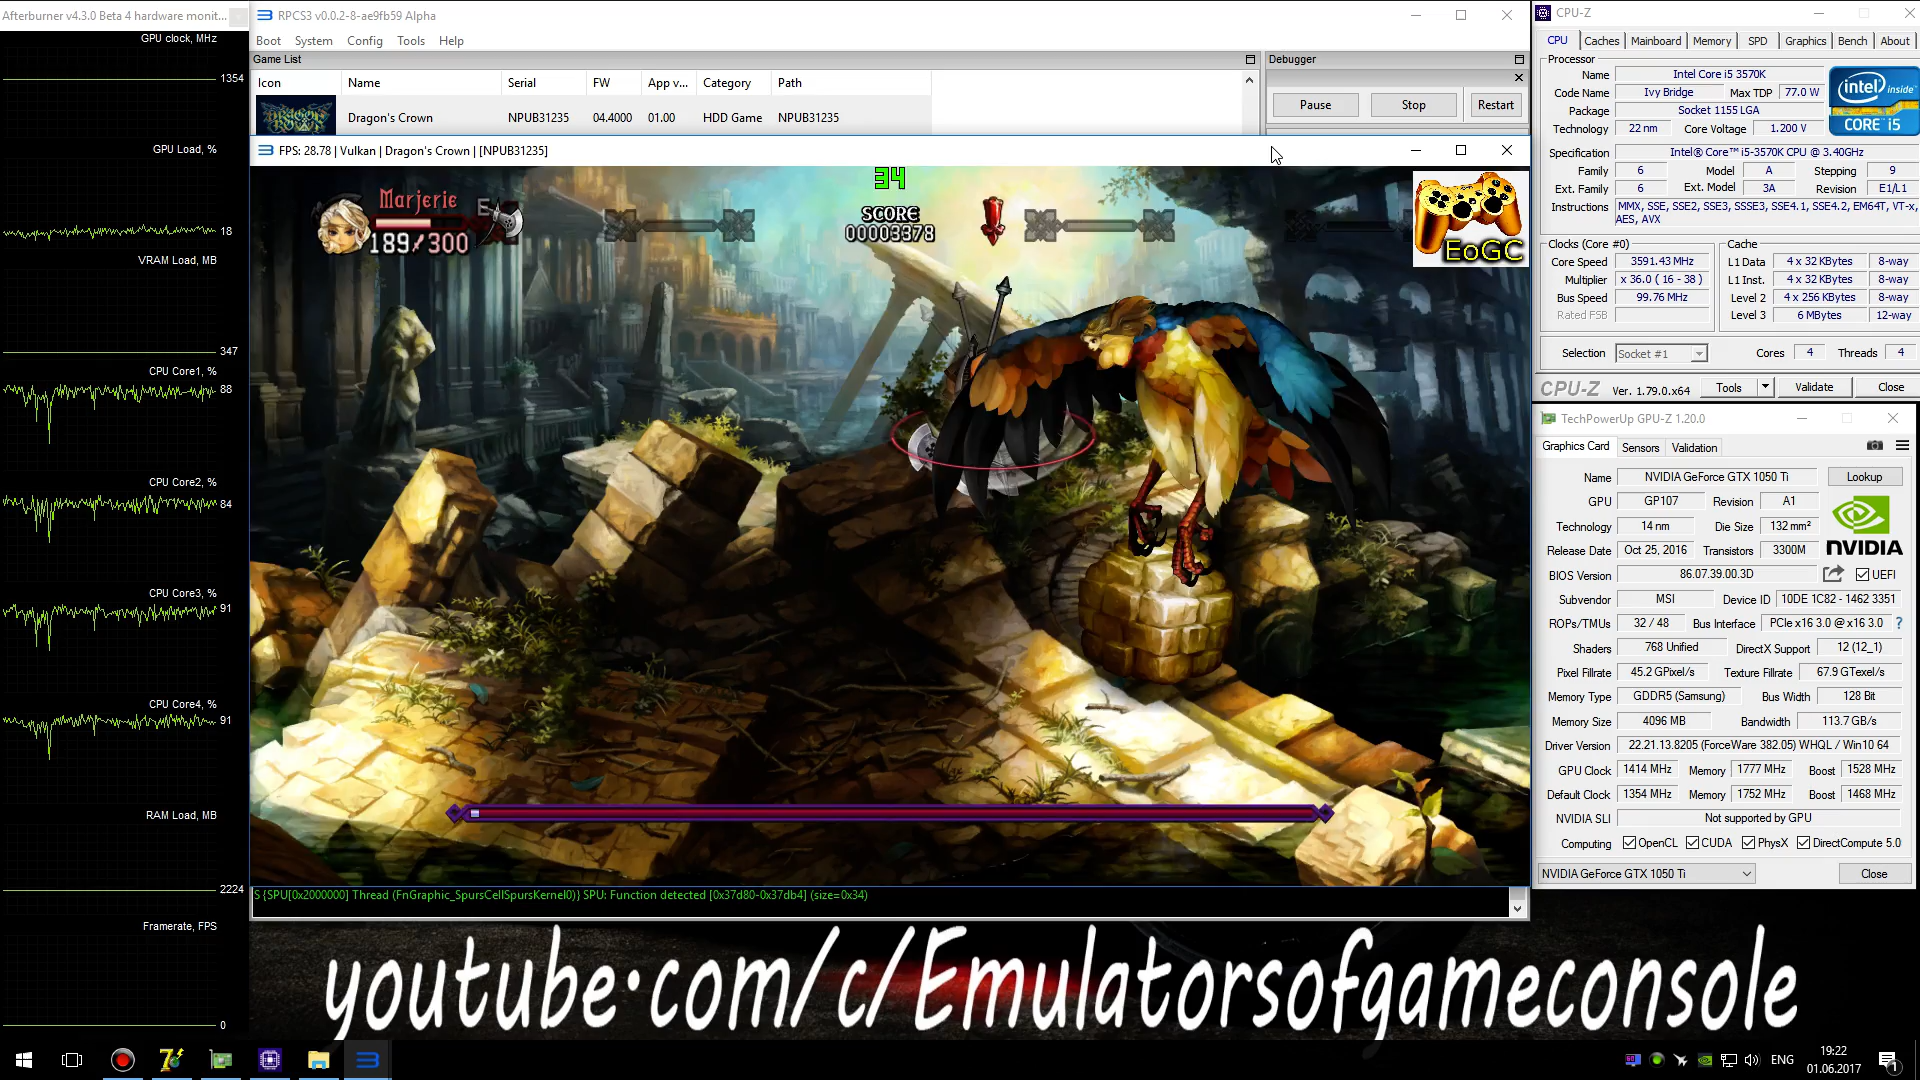 Afterburner v4.3.0 Beta 4 hardware monit...
GPU clock, MHz
1354
GPU Load, %
18
VRAM Load, MB
347
CPU Core1, %
88
CPU Core2, %
84
CPU Core3, %
91
CPU Core4, %
91
RAM Load, MB
2224
Framerate, FPS
0
RPCS3 v0.0.2-8-ae9fb59 Alpha
Boot System Config Tools Help
Game List
Icon Name Serial FW App v... Category Path
DRAGON'S CROWN
Dragon's Crown NPUB31235 04.4000 01.00 HDD Game NPUB31235
Debugger
Pause Stop Restart
FPS: 28.78 | Vulkan | Dragon's Crown | [NPUB31235]
34
Marjerie
E
189/300
SCORE
00003378
EoGC
S {SPU[0x2000000] Thread (FnGraphic_SpursCellSpursKernel0)} SPU: Function detected [0x37d80-0x37db4] (size=0x34)
youtube.com/c/Emulatorsofgameconsole
CPU-Z
CPU Caches Mainboard Memory SPD Graphics Bench About
Processor
Name Intel Core i5 3570K
Code Name Ivy Bridge Max TDP 77.0 W
Package Socket 1155 LGA
Technology 22 nm Core Voltage 1.200 V
intel inside
CORE i5
Specification Intel® Core™ i5-3570K CPU @ 3.40GHz
Family 6 Model A Stepping 9
Ext. Family 6 Ext. Model 3A Revision E1/L1
Instructions MMX, SSE, SSE2, SSE3, SSSE3, SSE4.1, SSE4.2, EM64T, VT-x,
AES, AVX
Clocks (Core #0)
Core Speed 3591.43 MHz
Multiplier x 36.0 ( 16 - 38 )
Bus Speed 99.76 MHz
Rated FSB
Cache
L1 Data 4 x 32 KBytes 8-way
L1 Inst. 4 x 32 KBytes 8-way
Level 2 4 x 256 KBytes 8-way
Level 3 6 MBytes 12-way
Selection Socket #1 Cores 4 Threads 4
CPU-Z Ver. 1.79.0.x64 Tools Validate Close
TechPowerUp GPU-Z 1.20.0
Graphics Card Sensors Validation
Name NVIDIA GeForce GTX 1050 Ti Lookup
GPU GP107 Revision A1
Technology 14 nm Die Size 132 mm²
Release Date Oct 25, 2016 Transistors 3300M
NVIDIA
BIOS Version 86.07.39.00.3D UEFI
Subvendor MSI Device ID 10DE 1C82 - 1462 3351
ROPs/TMUs 32 / 48 Bus Interface PCIe x16 3.0 @ x16 3.0 ?
Shaders 768 Unified DirectX Support 12 (12_1)
Pixel Fillrate 45.2 GPixel/s Texture Fillrate 67.9 GTexel/s
Memory Type GDDR5 (Samsung) Bus Width 128 Bit
Memory Size 4096 MB Bandwidth 113.7 GB/s
Driver Version 22.21.13.8205 (ForceWare 382.05) WHQL / Win10 64
GPU Clock 1414 MHz Memory 1777 MHz Boost 1528 MHz
Default Clock 1354 MHz Memory 1752 MHz Boost 1468 MHz
NVIDIA SLI Not supported by GPU
Computing OpenCL CUDA PhysX DirectCompute 5.0
NVIDIA GeForce GTX 1050 Ti Close
ENG
19:22
01.06.2017
1